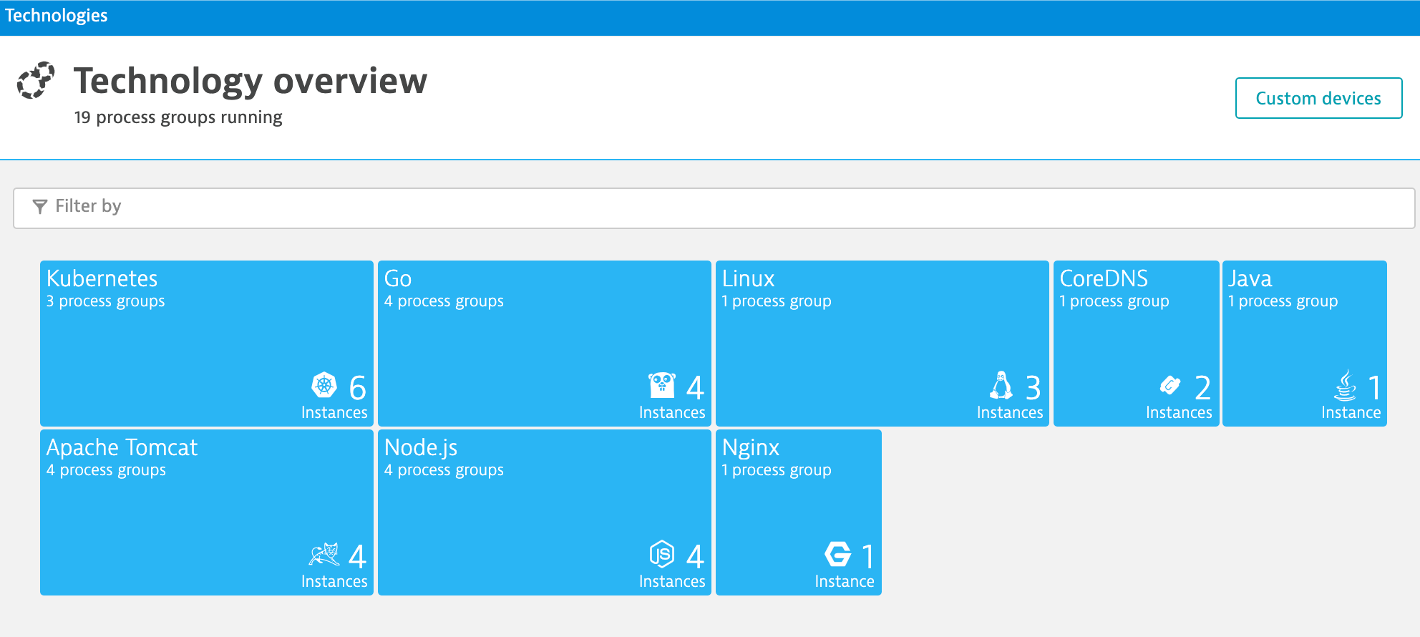 Technologies
Technology overview
19 process groups running
Custom devices
Filter by
Kubernetes
3 process groups
6
Instances
Go
4 process groups
4
Instances
Linux
1 process group
3
Instances
CoreDNS
1 process group
2
Instances
Java
1 process group
1
Instance
Apache Tomcat
4 process groups
4
Instances
Node.js
4 process groups
JS
4
Instances
Nginx
1 process group
1
Instance